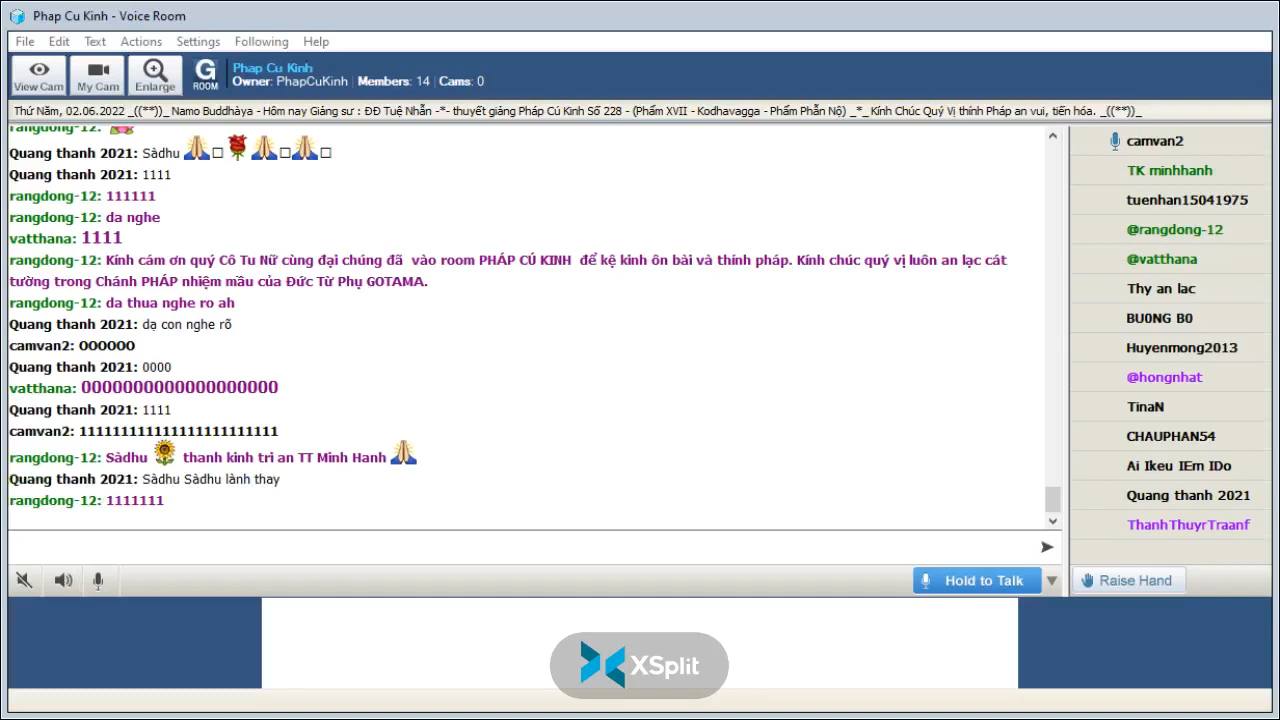 Phap Cu Kinh - Voice Room
File Edit Text Actions Settings Following Help
View Cam My Cam Enlarge G ROOM
Phap Cu Kinh
Owner: PhapCuKinh | Members: 14 | Cams: 0
Thứ Năm, 02.06.2022 _((**))_ Namo Buddhàya - Hôm nay Giảng sư : ĐĐ Tuệ Nhẫn -*- thuyết giảng Pháp Cú Kinh Số 228 - (Phẩm XVII - Kodhavagga - Phẩm Phẫn Nộ) _*_ Kính Chúc Quý Vị thính Pháp an vui, tiến hóa. _((**))_
rangdong-12:
Quang thanh 2021: Sàdhu
Quang thanh 2021: 1111
rangdong-12: 111111
rangdong-12: da nghe
vatthana: 1111
rangdong-12: Kính cám ơn quý Cô Tu Nữ cùng đại chúng đã vào room PHÁP CÚ KINH để kệ kinh ôn bài và thính pháp. Kính chúc quý vị luôn an lạc cát
tường trong Chánh PHÁP nhiệm mầu của Đức Từ Phụ GOTAMA.
rangdong-12: da thua nghe ro ah
Quang thanh 2021: dạ con nghe rõ
camvan2: OOOOOO
Quang thanh 2021: 0000
vatthana: 0000000000000000000
Quang thanh 2021: 1111
camvan2: 1111111111111111111111111
rangdong-12: Sàdhu thanh kinh tri an TT Minh Hanh
Quang thanh 2021: Sàdhu Sàdhu lành thay
rangdong-12: 1111111
Hold to Talk
camvan2
TK minhhanh
tuenhan15041975
@rangdong-12
@vatthana
Thy an lac
BU0NG B0
Huyenmong2013
@hongnhat
TinaN
CHAUPHAN54
Ai Ikeu IEm IDo
Quang thanh 2021
ThanhThuyrTraanf
Raise Hand
XSplit